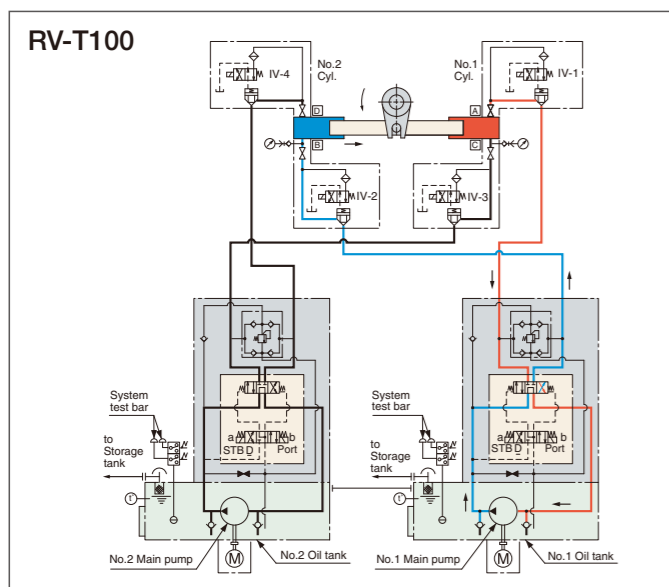 RV-T100
No.2
Cyl.
No.1
Cyl.
IV-4
IV-1
D
A
B
C
IV-2
IV-3
System
test bar
to
Storage
tank
a
b
STBD
Port
t
M
No.2 Main pump
No.2 Oil tank
System
test bar
to
Storage
tank
a
b
STBD
Port
t
M
No.1 Main pump
No.1 Oil tank